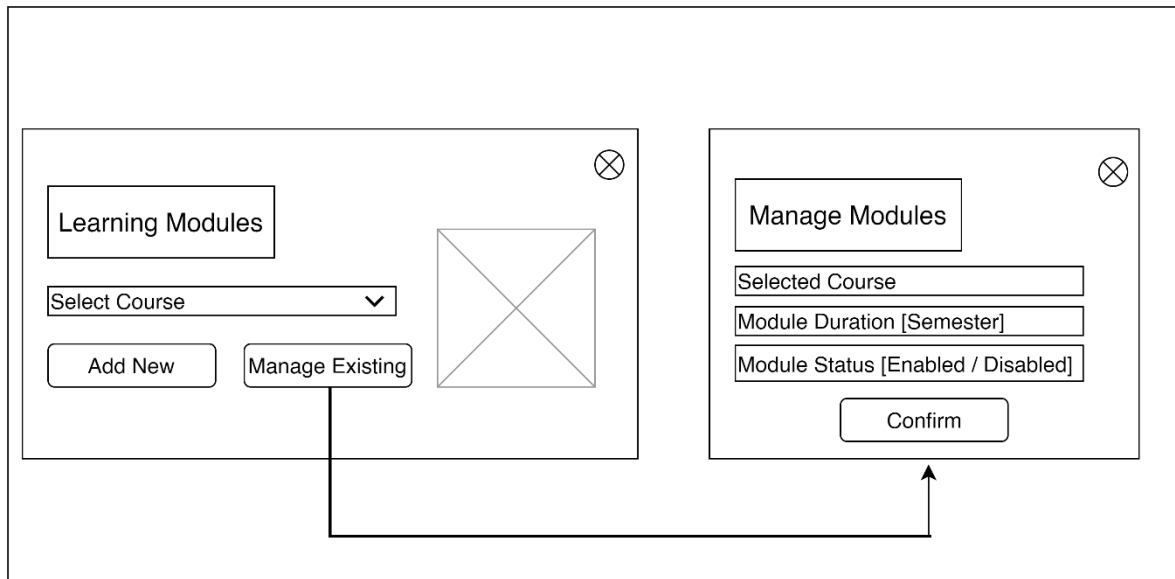 Learning Modules
Select Course
Add New
Manage Existing
Manage Modules
Selected Course
Module Duration [Semester]
Module Status [Enabled / Disabled]
Confirm